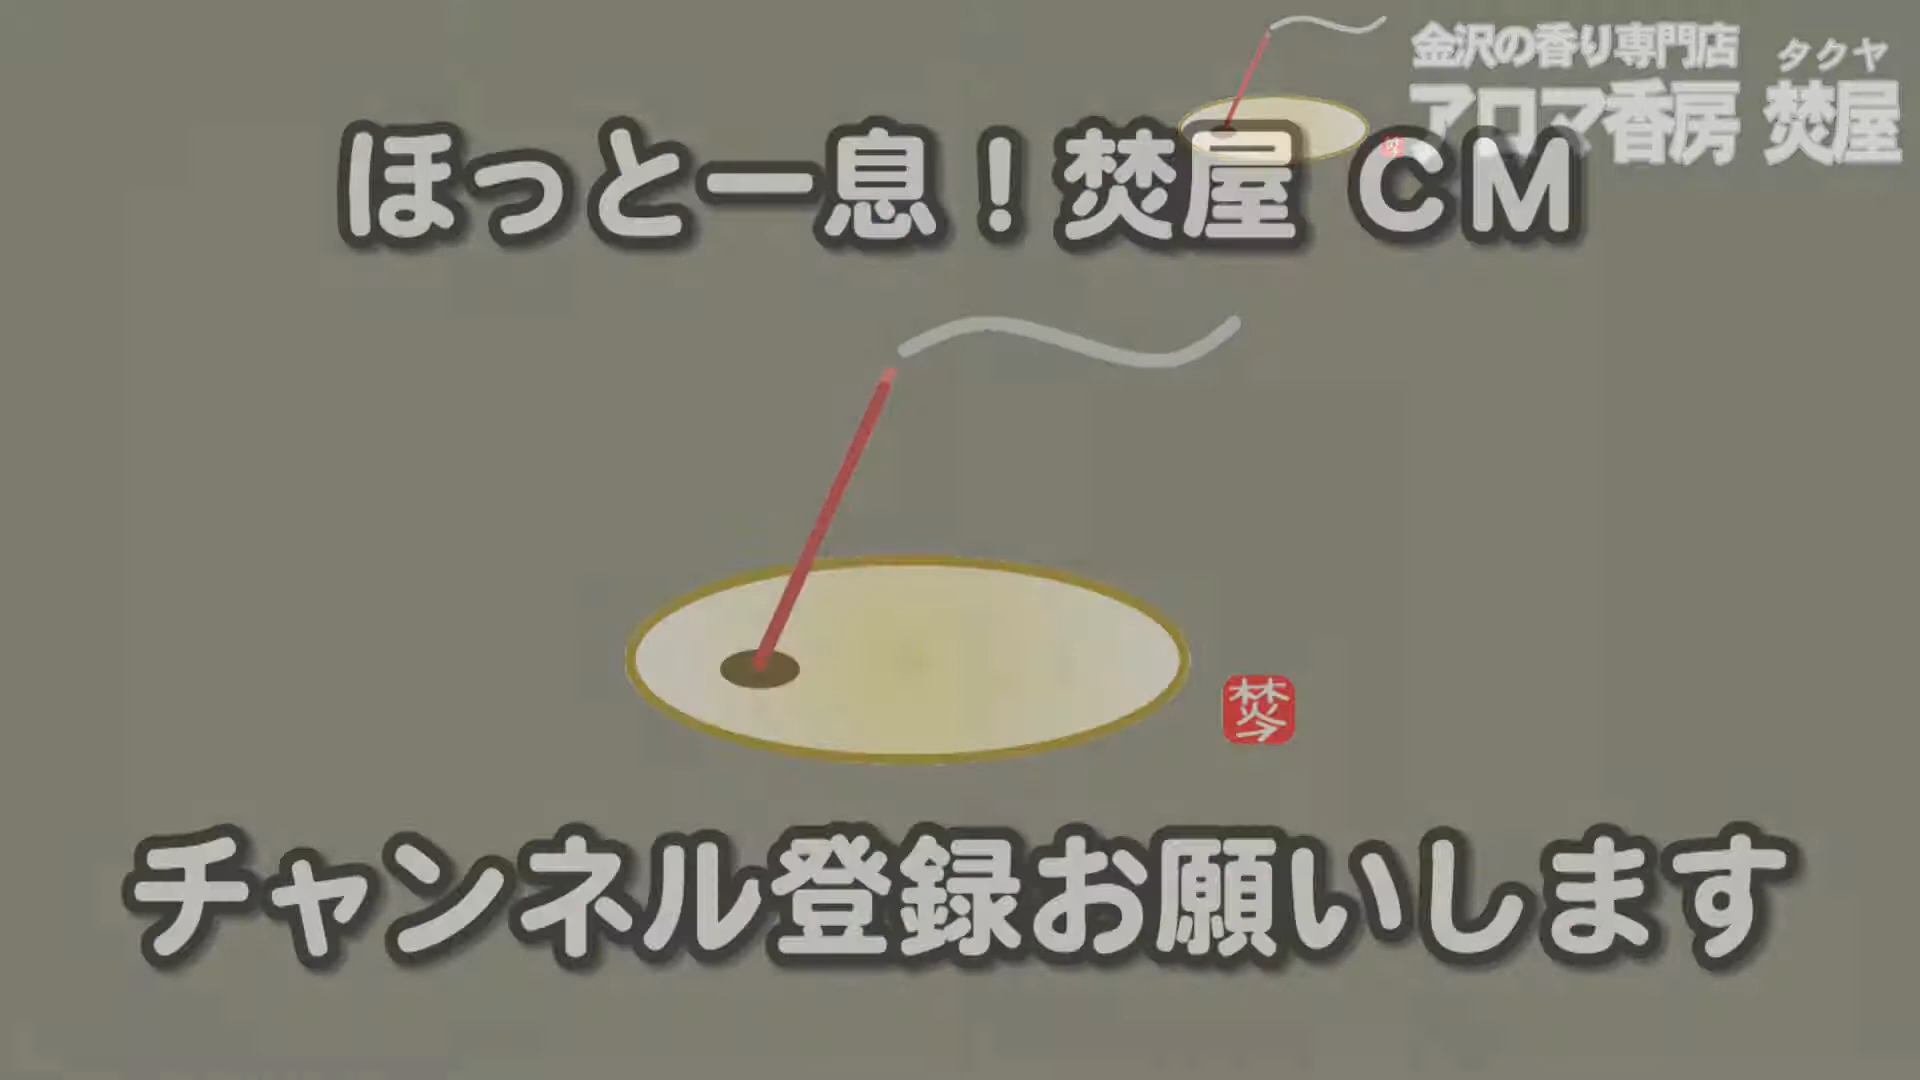 金沢の香り専門店
タクヤ
アロマ香房 焚屋
ほっと一息！焚屋 CM
チャンネル登録お願いします